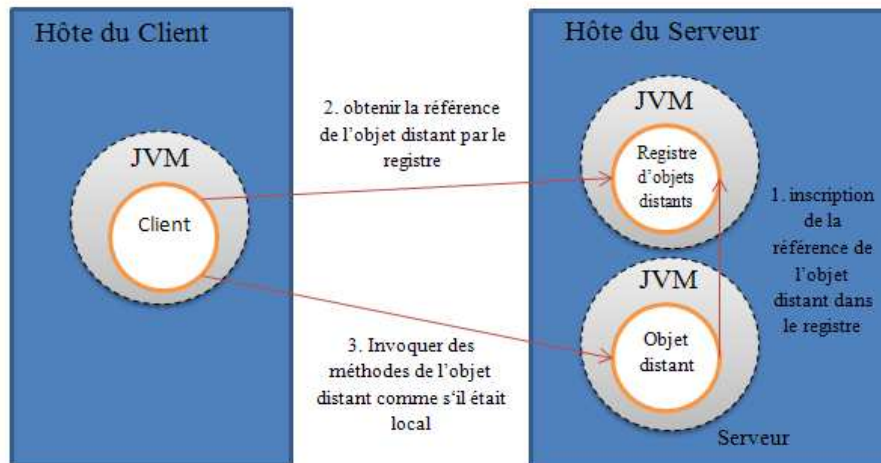 Hôte du Client
JVM
Client
2. obtenir la référence
de l'objet distant par le
registre
3. Invoquer des
méthodes de l'objet
distant comme s'il était
local
Hôte du Serveur
JVM
Registre
d'objets
distants
1. inscription
de la
référence de
l'objet
distant dans
le registre
JVM
Objet
distant
Serveur